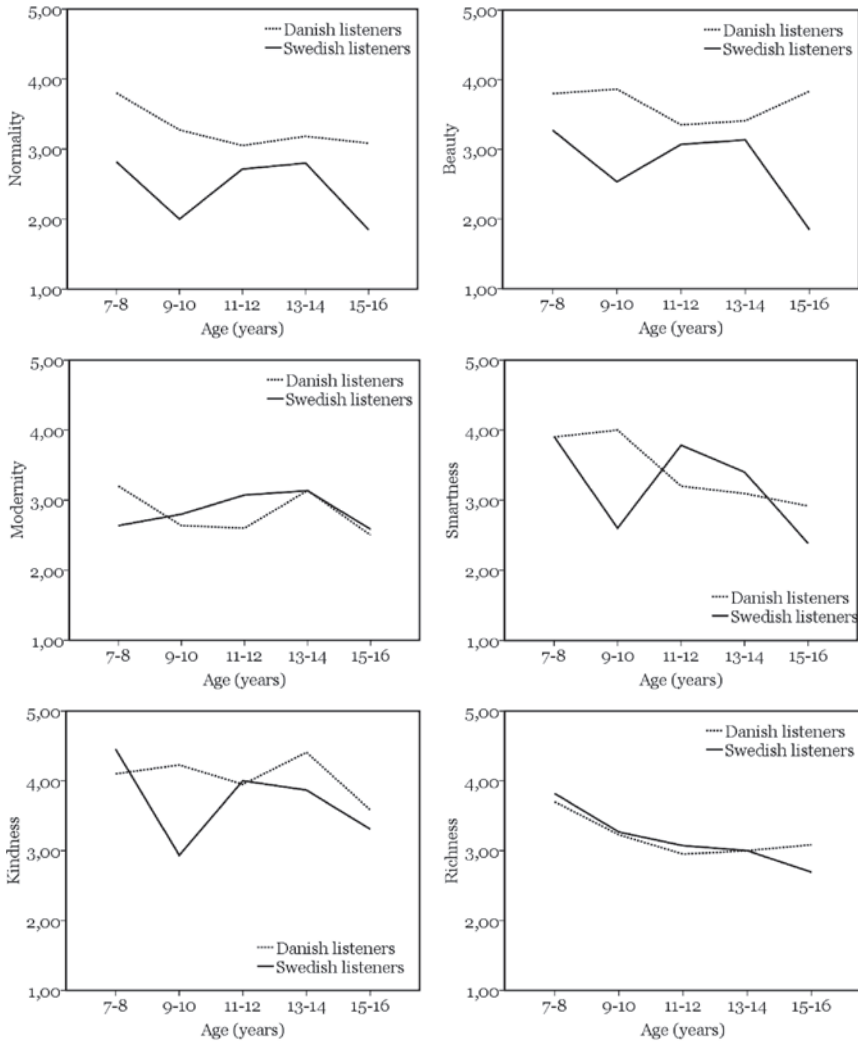 5,00
4,00
3,00
2,00
1,00
Normality
Danish listeners
Swedish listeners
7-8 9-10 11-12 13-14 15-16
Age (years)
5,00
4,00
3,00
2,00
1,00
Beauty
Danish listeners
Swedish listeners
7-8 9-10 11-12 13-14 15-16
Age (years)
5,00
4,00
3,00
2,00
1,00
Modernity
Danish listeners
Swedish listeners
7-8 9-10 11-12 13-14 15-16
Age (years)
5,00
4,00
3,00
2,00
1,00
Smartness
Danish listeners
Swedish listeners
7-8 9-10 11-12 13-14 15-16
Age (years)
5,00
4,00
3,00
2,00
1,00
Kindness
Danish listeners
Swedish listeners
7-8 9-10 11-12 13-14 15-16
Age (years)
5,00
4,00
3,00
2,00
1,00
Richness
Danish listeners
Swedish listeners
7-8 9-10 11-12 13-14 15-16
Age (years)